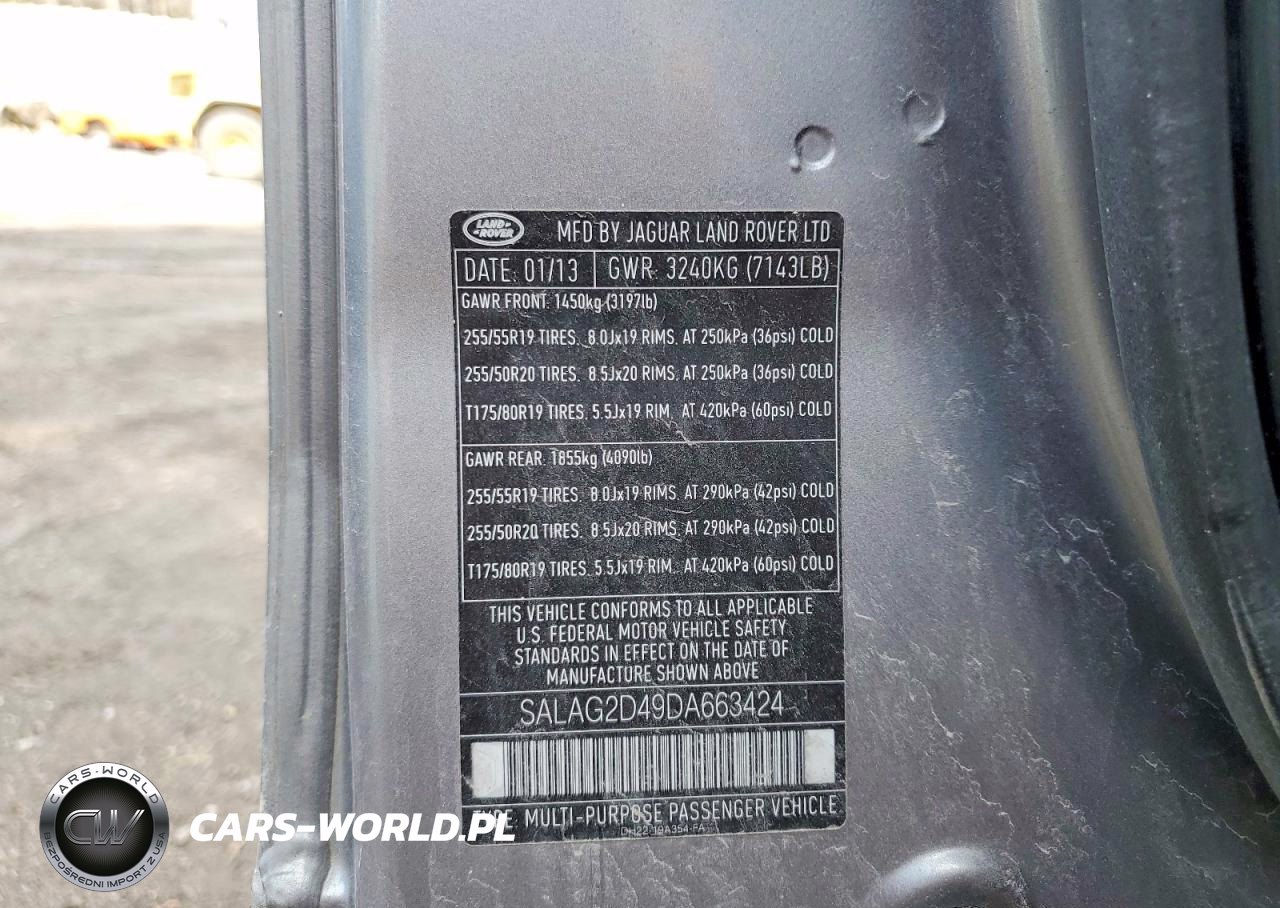 LAND-
-ROVER
MFD BY JAGUAR LAND ROVER LTD
DATE: 01/13 GWR: 3240KG (7143LB)
GAWR FRONT: 1450kg (3197lb)
255/55R19 TIRES. 8.0Jx19 RIMS. AT 250kPa (36psi) COLD
255/50R20 TIRES. 8.5Jx20 RIMS. AT 250kPa (36psi) COLD
T175/80R19 TIRES. 5.5Jx19 RIM. AT 420kPa (60psi) COLD
GAWR REAR: 1855kg (4090lb)
255/55R19 TIRES. 8.0Jx19 RIMS. AT 290kPa (42psi) COLD
255/50R20 TIRES. 8.5Jx20 RIMS. AT 290kPa (42psi) COLD
T175/80R19 TIRES. 5.5Jx19 RIM. AT 420kPa (60psi) COLD
THIS VEHICLE CONFORMS TO ALL APPLICABLE
U.S. FEDERAL MOTOR VEHICLE SAFETY
STANDARDS IN EFFECT ON THE DATE OF
MANUFACTURE SHOWN ABOVE
SALAG2D49DA663424
TYPE: MULTI-PURPOSE PASSENGER VEHICLE
DH22-19A354-FA
CARS-WORLD
CW
BEZPOŚREDNI IMPORT Z USA
CARS-WORLD.PL